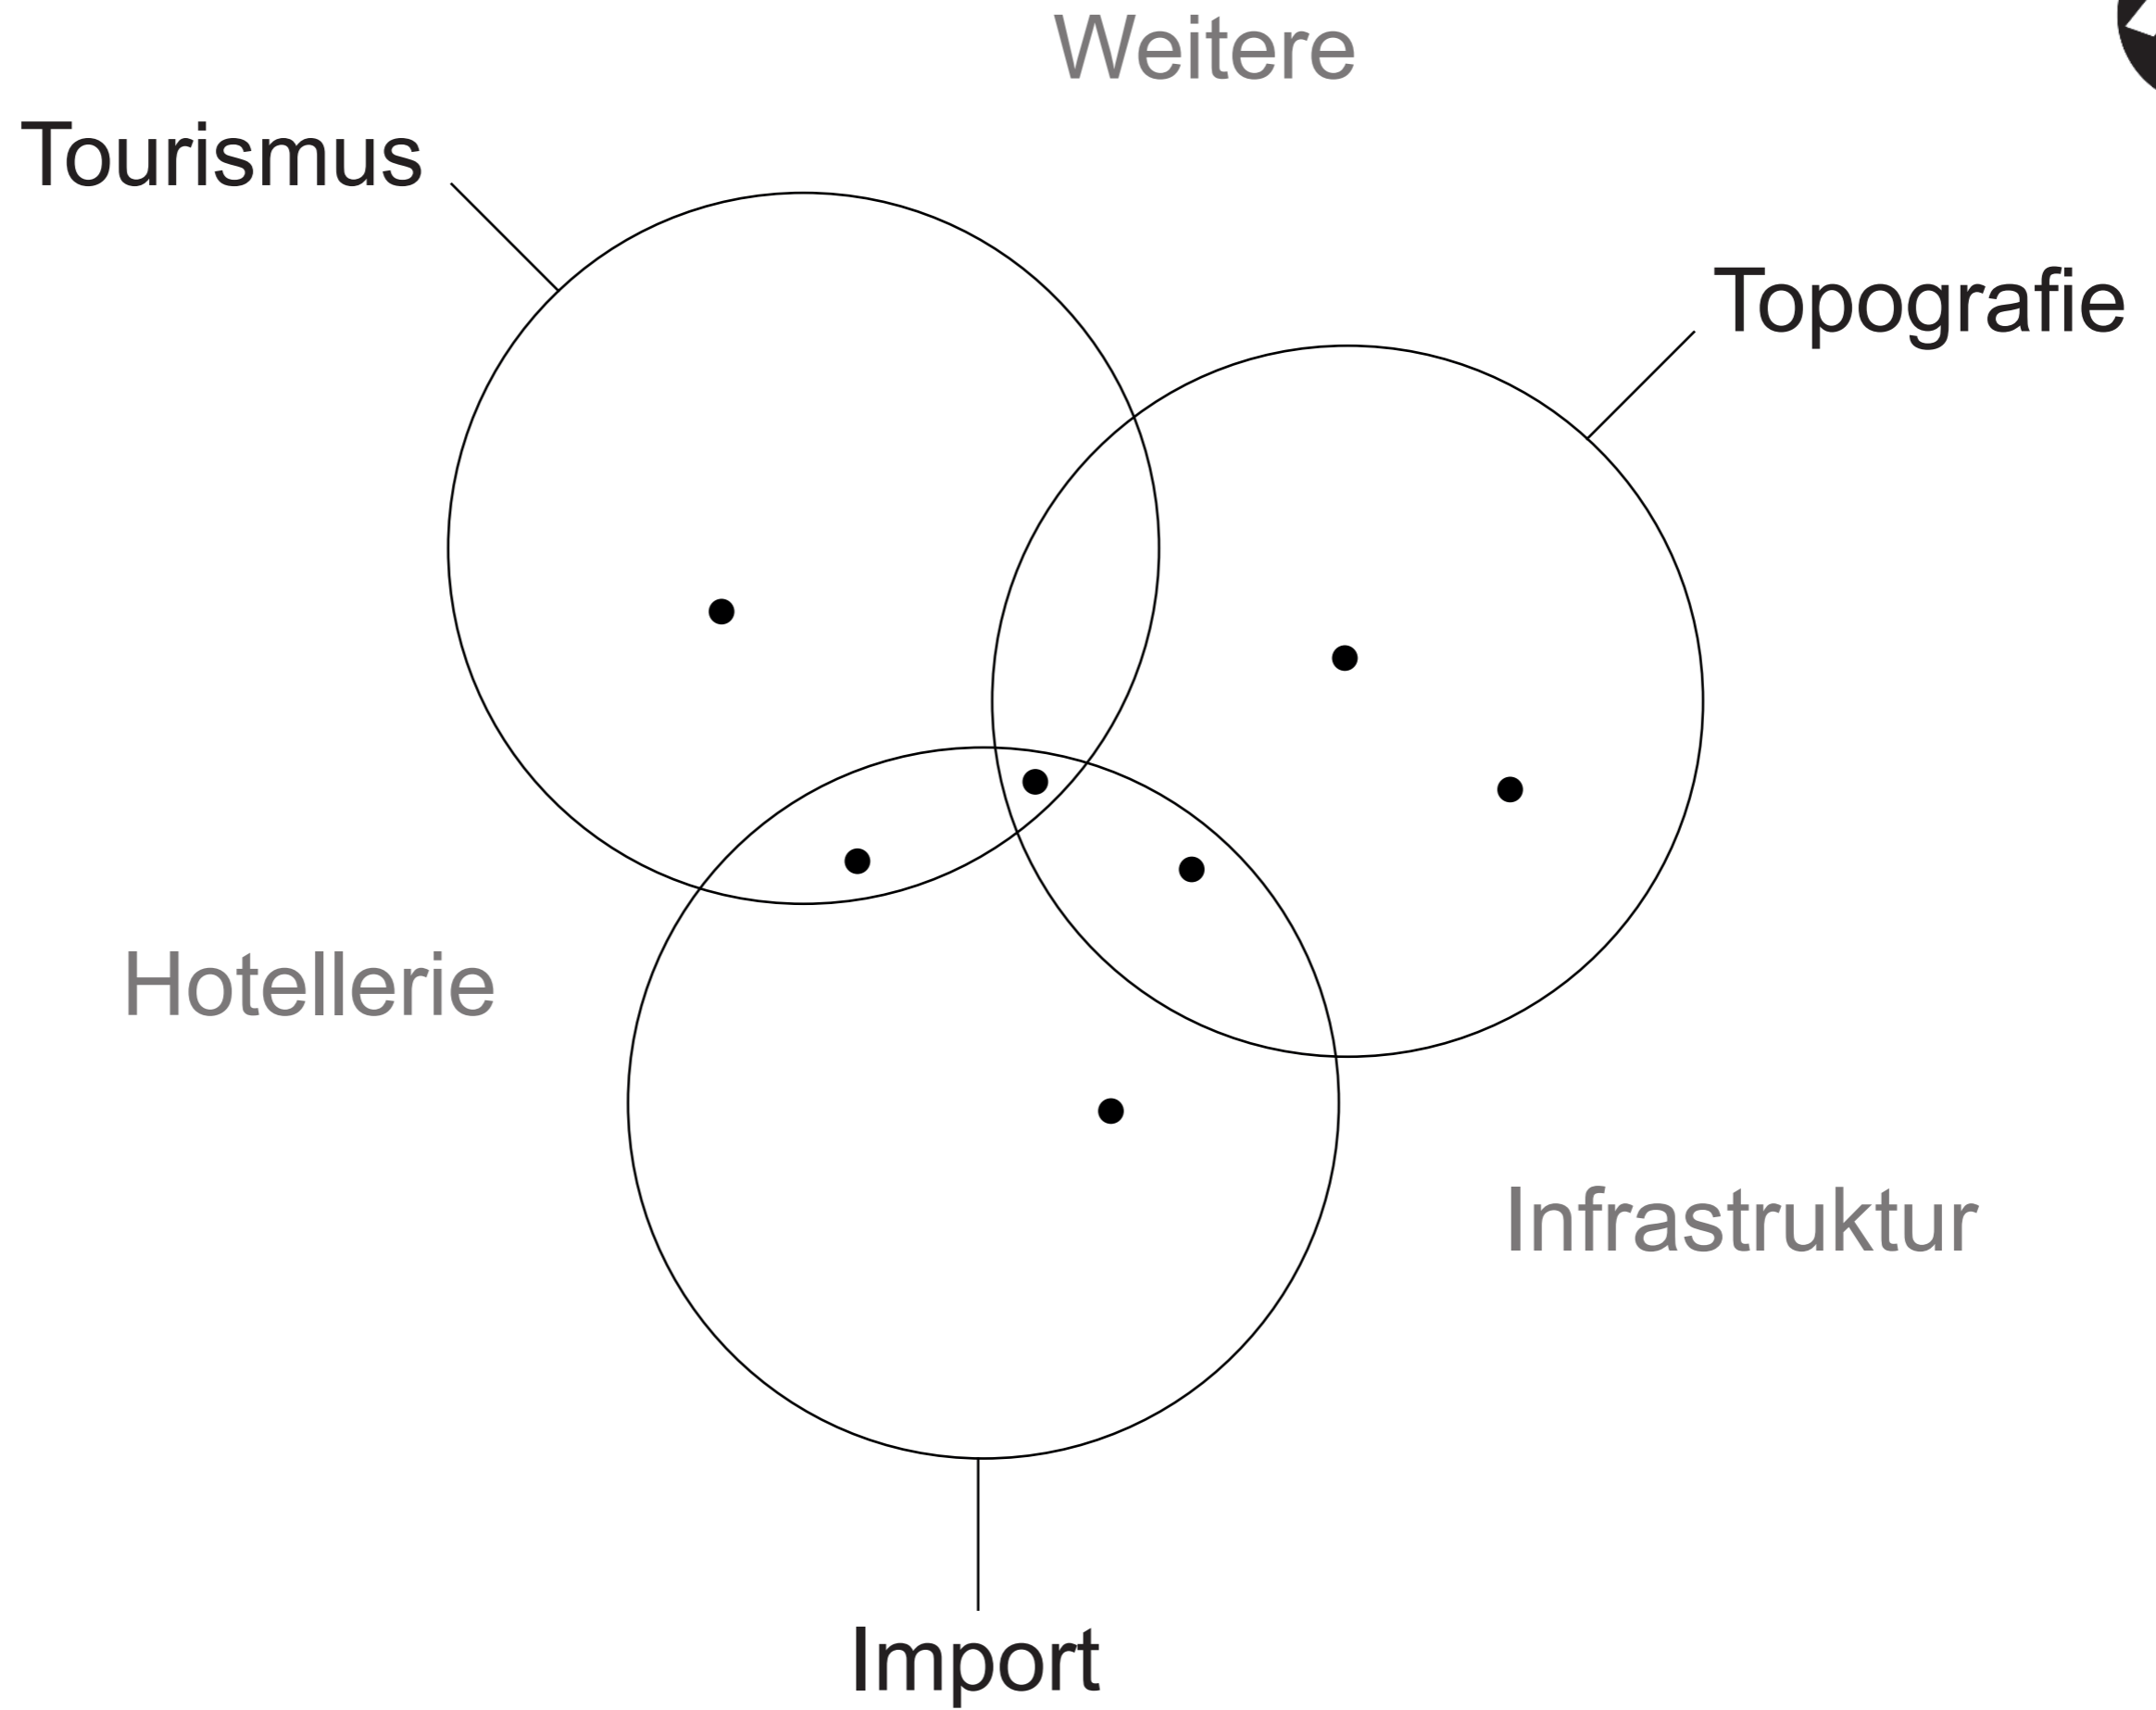 Weitere
Tourismus
Topografie
Hotellerie
Infrastruktur
Import